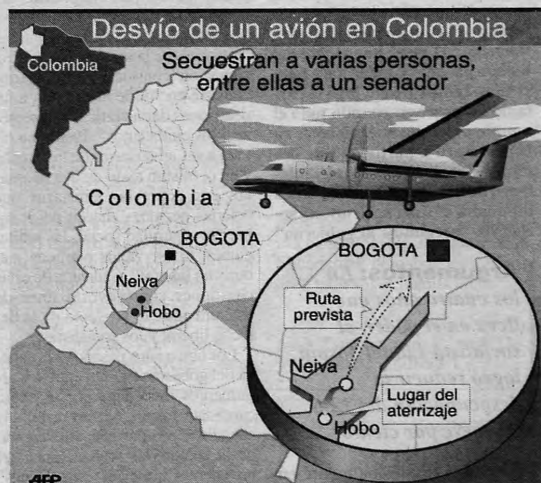 Desvío de un avión en Colombia
Colombia
Secuestran a varias personas,
entre ellas a un senador
Colombia
BOGOTA
Neiva
Hobo
BOGOTA
Ruta
prevista
Neiva
Lugar del
aterrizaje
Hobo
AFP